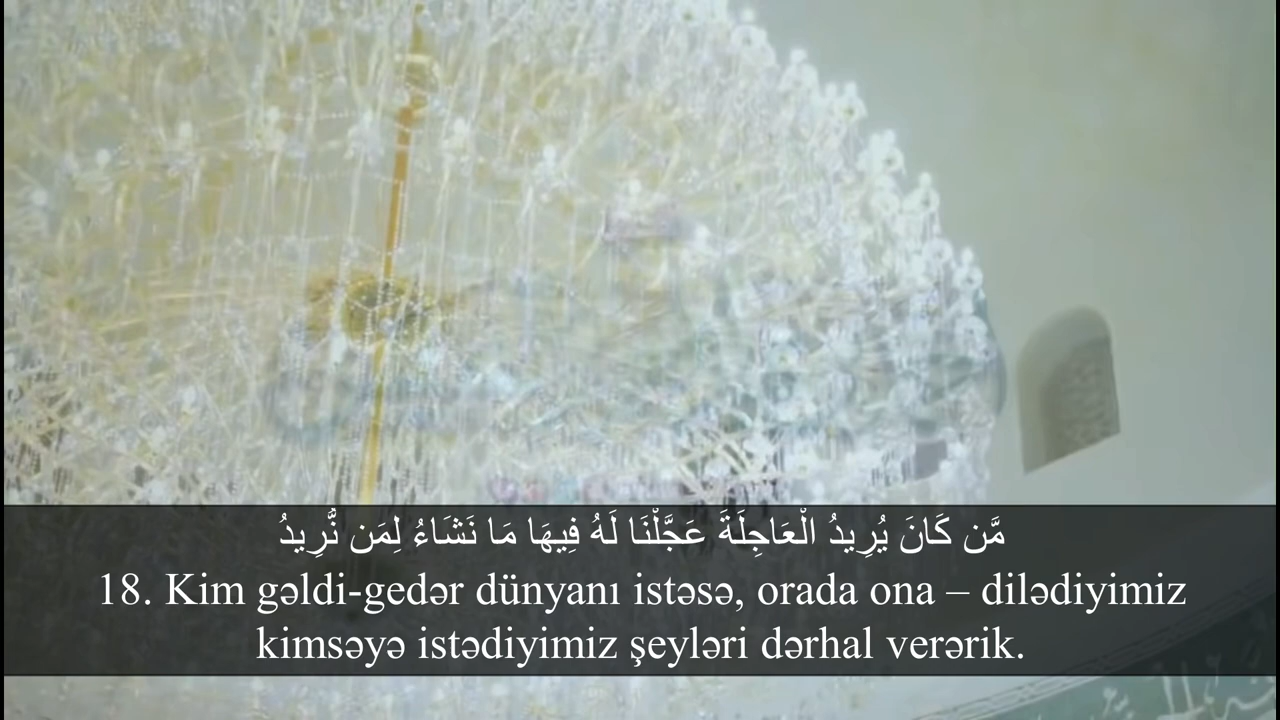 مَّن كَانَ يُرِيدُ الْعَاجِلَةَ عَجَّلْنَا لَهُ فِيهَا مَا نَشَاءُ لِمَن نُّرِيدُ
18. Kim gəldi-gedər dünyanı istəsə, orada ona – dilədiyimiz
kimsəyə istədiyimiz şeyləri dərhal verərik.